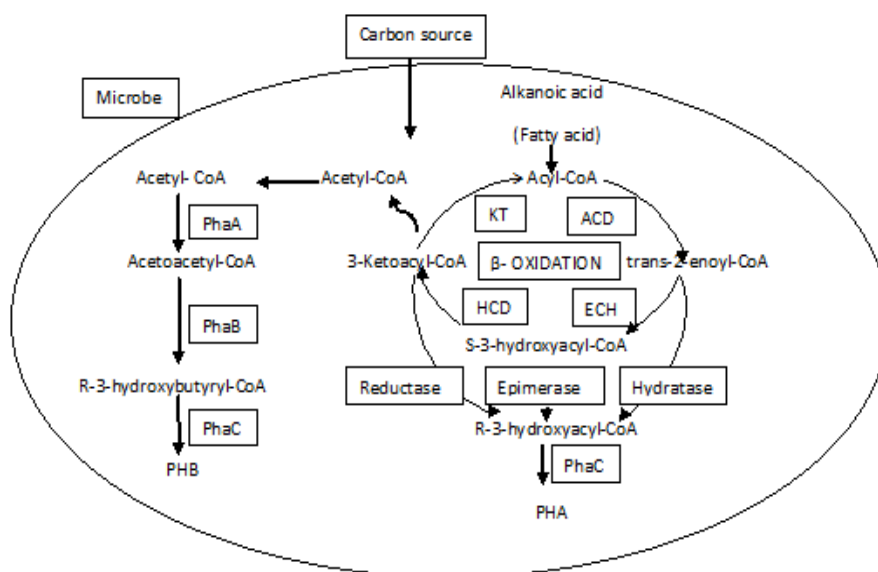 Carbon source
Microbe
Alkanoic acid
(Fatty acid)
Acetyl- CoA
Acetyl-CoA
Acyl-CoA
PhaA
KT
ACD
Acetoacetyl-CoA
3-Ketoacyl-CoA
β- OXIDATION
trans-2-enoyl-CoA
PhaB
HCD
ECH
S-3-hydroxyacyl-CoA
R-3-hydroxybutyryl-CoA
Reductase
Epimerase
Hydratase
PhaC
R-3-hydroxyacyl-CoA
PHB
PhaC
PHA